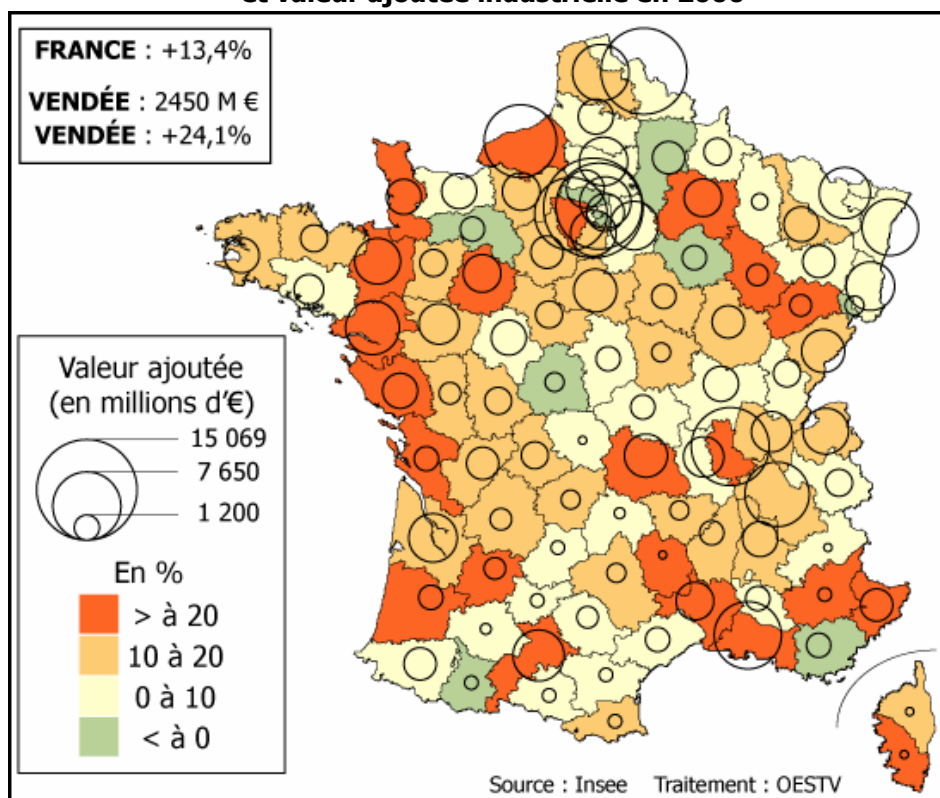 FRANCE : +13,4%
VENDÉE : 2450 M €
VENDÉE : +24,1%
Valeur ajoutée
(en millions d'€)
15 069
7 650
1 200
En %
> à 20
10 à 20
0 à 10
< à 0
Source : Insee Traitement : OESTV